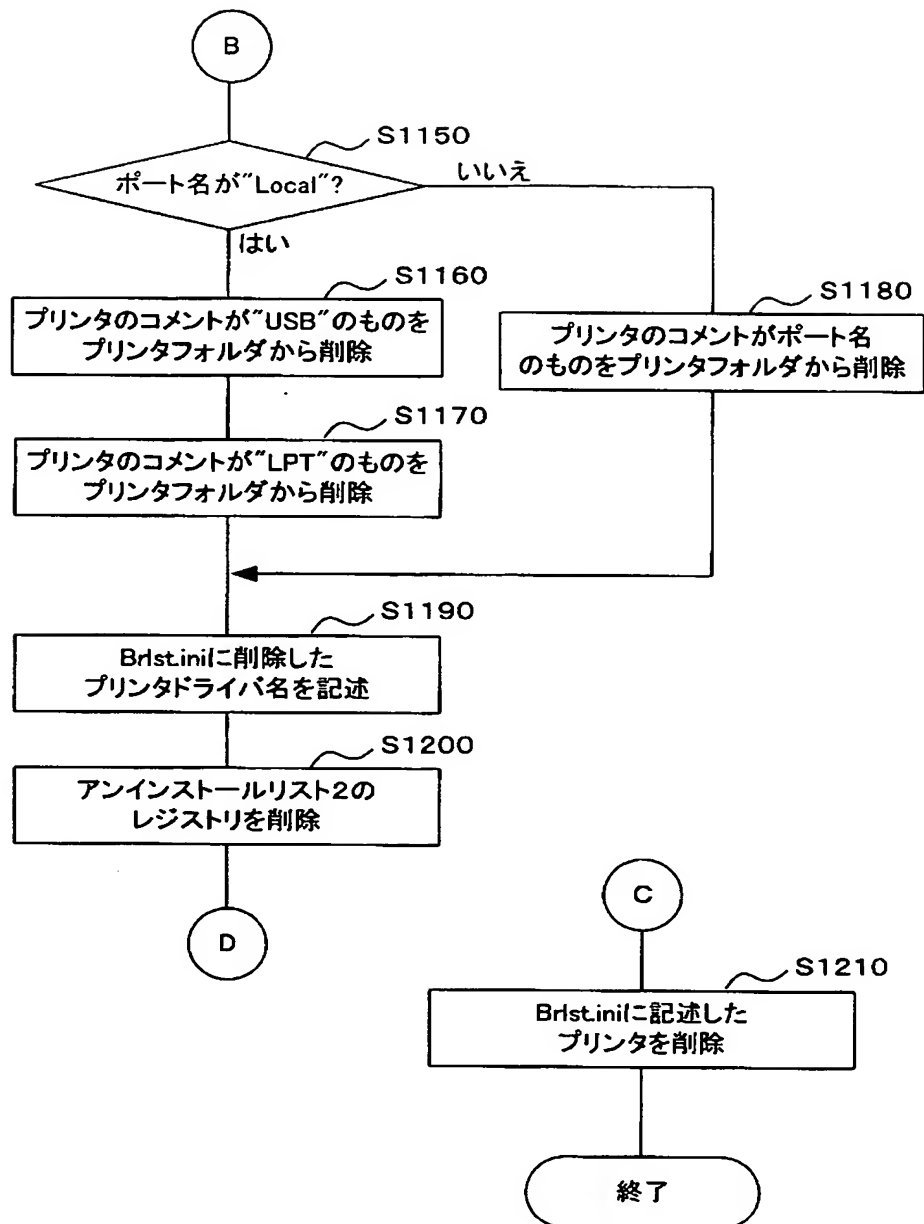 B
S1150
ポート名が"Local"?
いいえ
はい
S1160
プリンタのコメントが"USB"のものを
プリンタフォルダから削除
S1180
プリンタのコメントがポート名
のものをプリンタフォルダから削除
S1170
プリンタのコメントが"LPT"のものを
プリンタフォルダから削除
S1190
Brlst.iniに削除した
プリンタドライバ名を記述
S1200
アンインストールリスト2の
レジストリを削除
D
C
S1210
Brlst.iniに記述した
プリンタを削除
終了